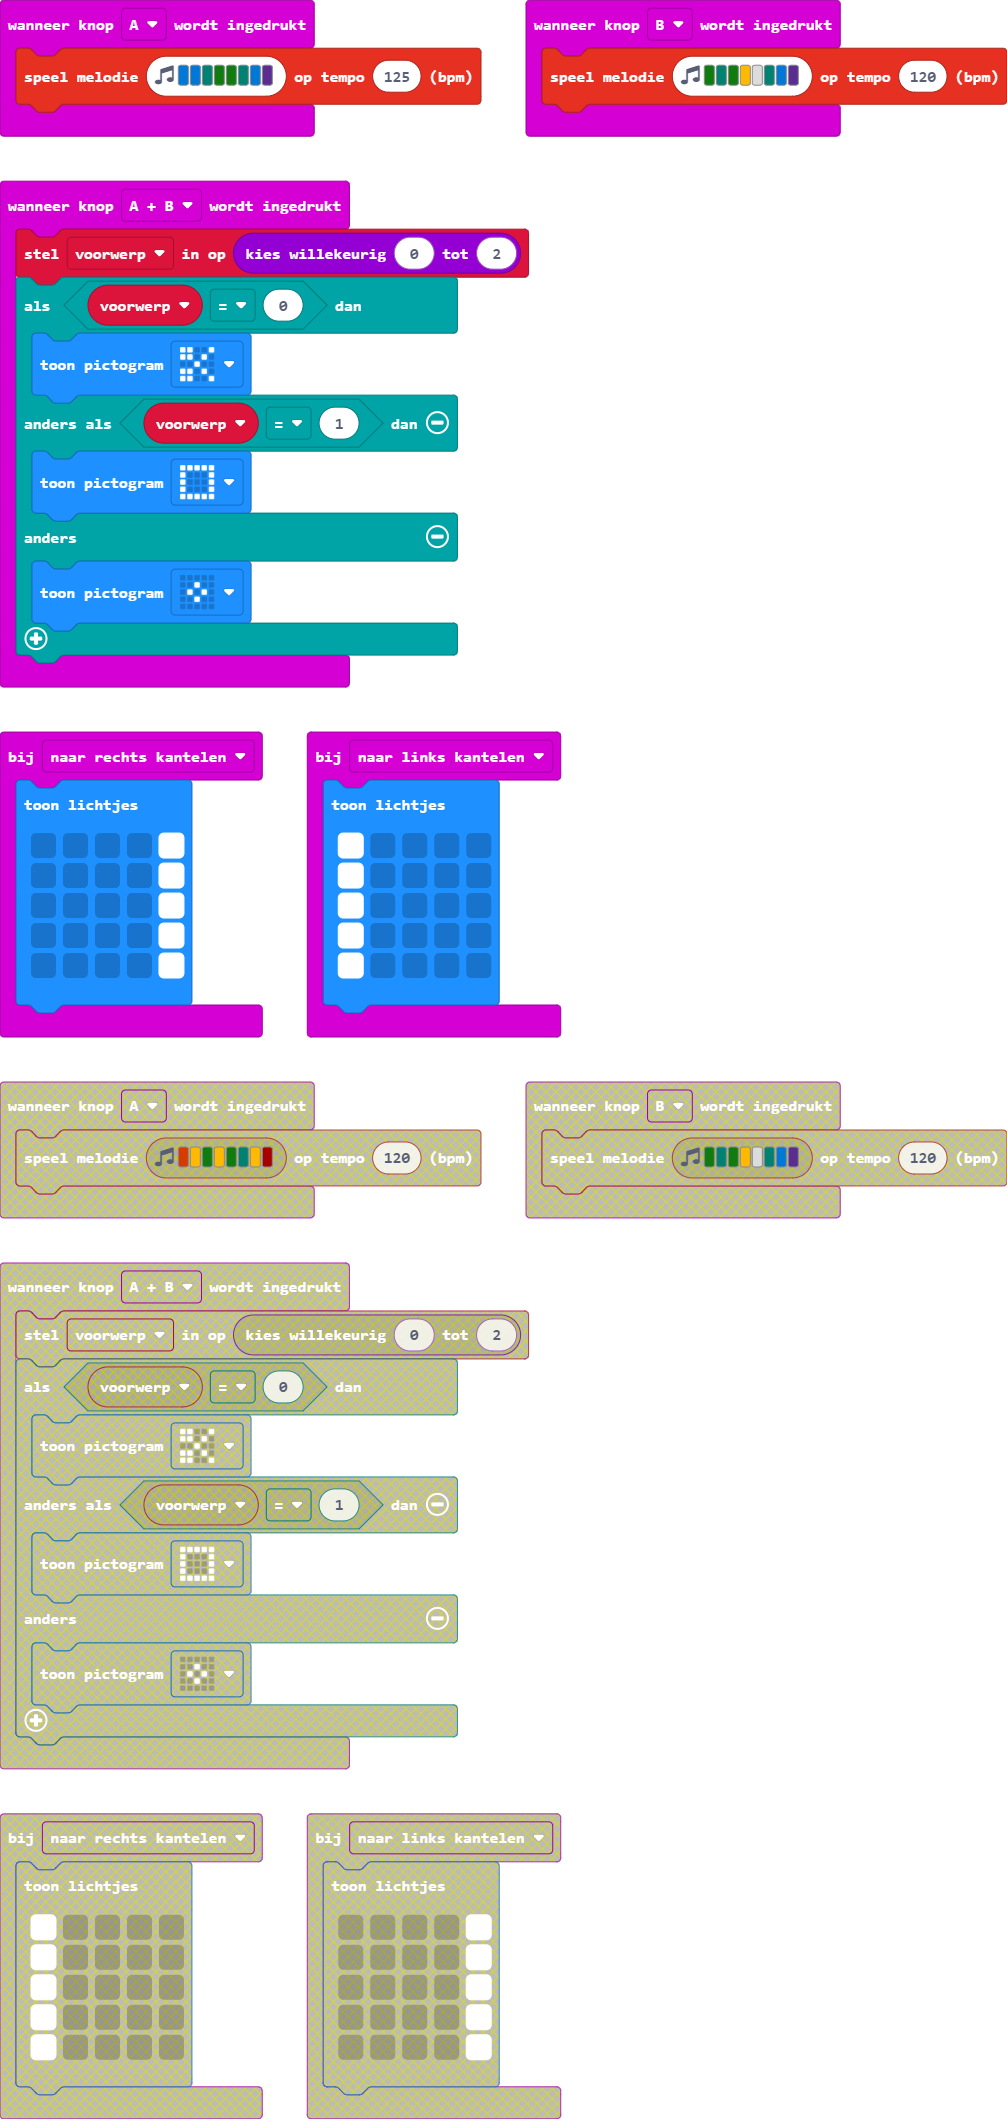 wanneer knop A wordt ingedrukt
speel melodie op tempo 125 (bpm)
wanneer knop B wordt ingedrukt
speel melodie op tempo 120 (bpm)
wanneer knop A + B wordt ingedrukt
stel voorwerp in op kies willekeurig 0 tot 2
als voorwerp = 0 dan
toon pictogram
anders als voorwerp = 1 dan
toon pictogram
anders
toon pictogram
bij naar rechts kantelen
toon lichtjes
bij naar links kantelen
toon lichtjes
wanneer knop A wordt ingedrukt
speel melodie op tempo 120 (bpm)
wanneer knop B wordt ingedrukt
speel melodie op tempo 120 (bpm)
wanneer knop A + B wordt ingedrukt
stel voorwerp in op kies willekeurig 0 tot 2
als voorwerp = 0 dan
toon pictogram
anders als voorwerp = 1 dan
toon pictogram
anders
toon pictogram
bij naar rechts kantelen
toon lichtjes
bij naar links kantelen
toon lichtjes